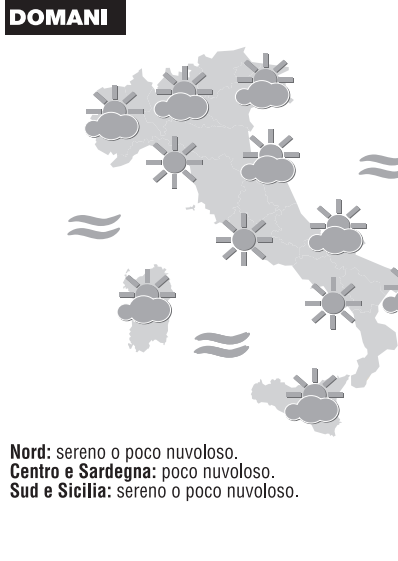 DOMANI
Nord: sereno o poco nuvoloso.
Centro e Sardegna: poco nuvoloso.
Sud e Sicilia: sereno o poco nuvoloso.